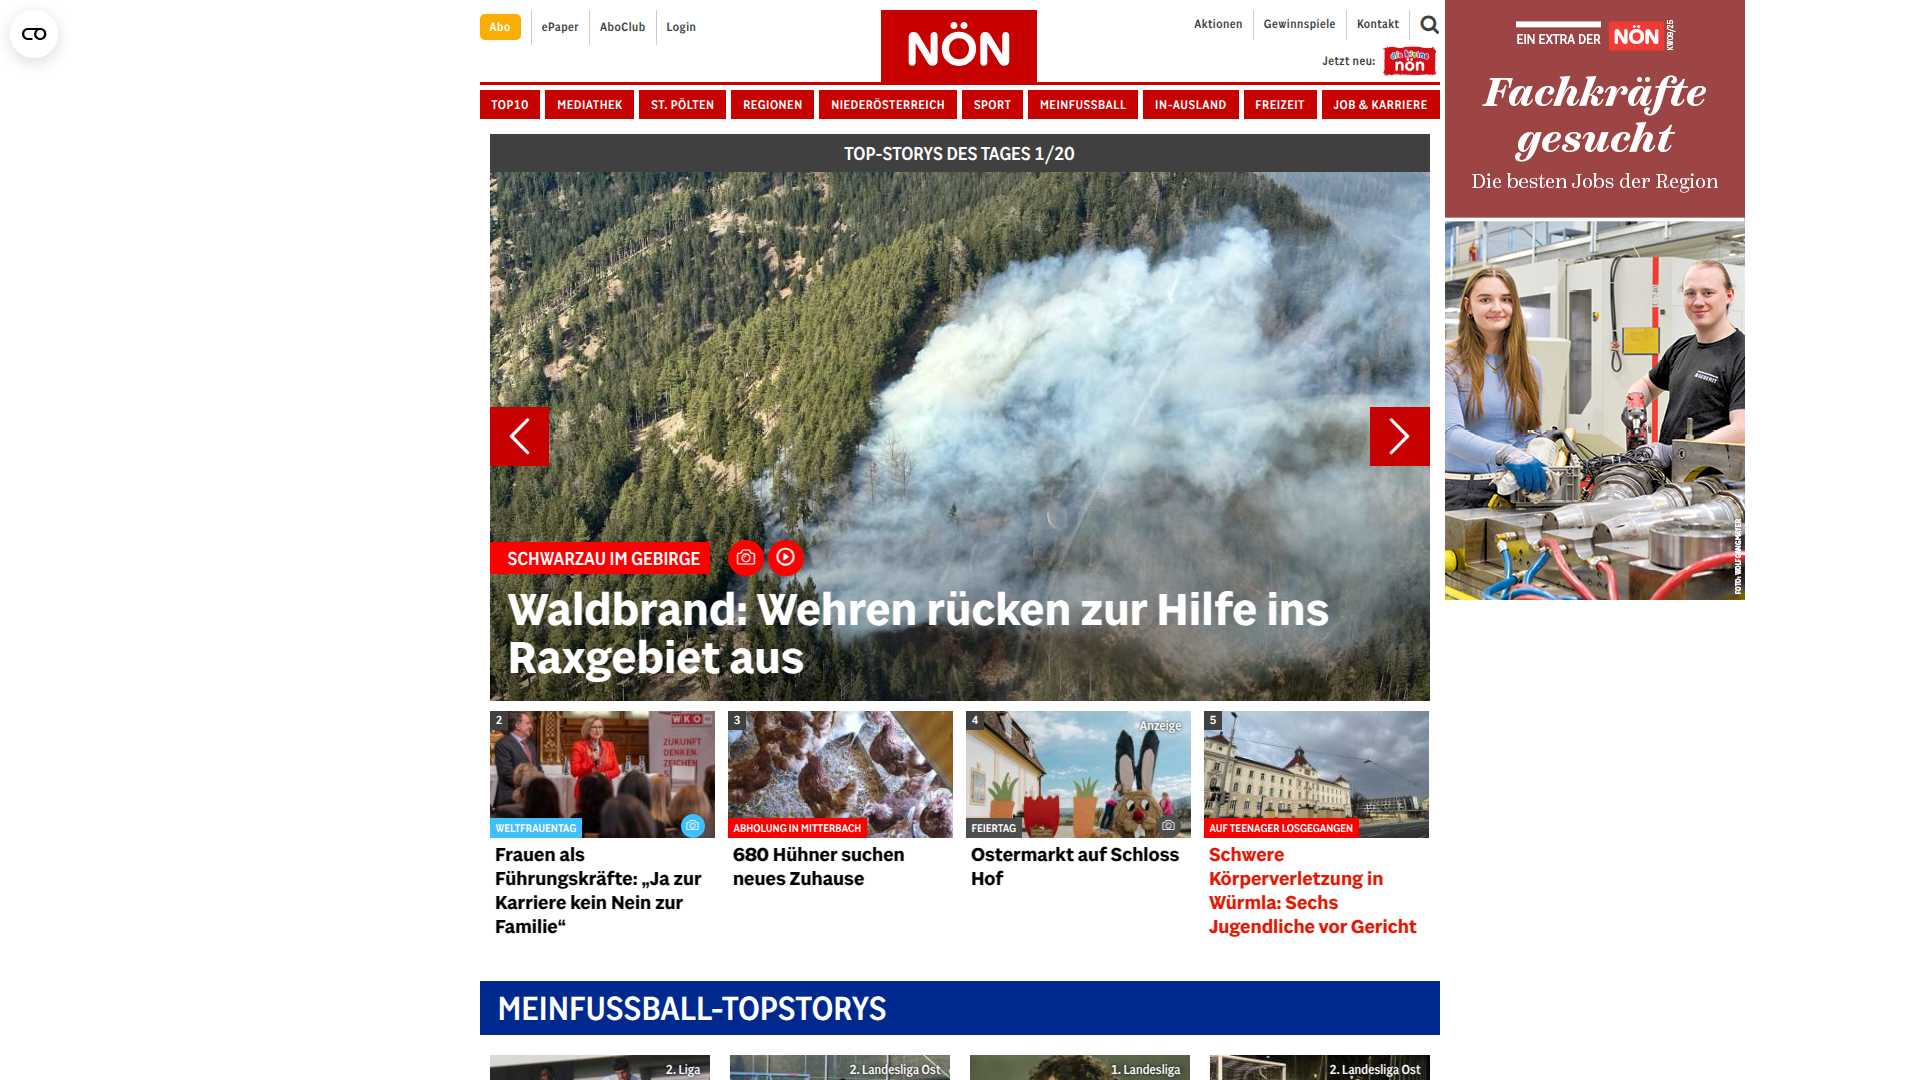 Abo
ePaper
AboClub
Login
NÖN
Aktionen
Gewinnspiele
Kontakt
Jetzt neu:
die kleine
nön
TOP10
MEDIATHEK
ST. PÖLTEN
REGIONEN
NIEDERÖSTERREICH
SPORT
MEINFUSSBALL
IN-AUSLAND
FREIZEIT
JOB & KARRIERE
EIN EXTRA DER NÖN KW09/25
Fachkräfte
gesucht
Die besten Jobs der Region
FOTO: WOLFGANG MAYER
TOP-STORYS DES TAGES 1/20
SCHWARZAU IM GEBIRGE
Waldbrand: Wehren rücken zur Hilfe ins
Raxgebiet aus
2
WKO
ZUKUNFT
DENKEN.
ZEICHEN
WELTFRAUENTAG
Frauen als
Führungskräfte: „Ja zur
Karriere kein Nein zur
Familie“
3
ABHOLUNG IN MITTERBACH
680 Hühner suchen
neues Zuhause
4
Anzeige
FEIERTAG
Ostermarkt auf Schloss
Hof
5
AUF TEENAGER LOSGEGANGEN
Schwere
Körperverletzung in
Würmla: Sechs
Jugendliche vor Gericht
MEINFUSSBALL-TOPSTORYS
2. Liga
2. Landesliga Ost
1. Landesliga
2. Landesliga Ost